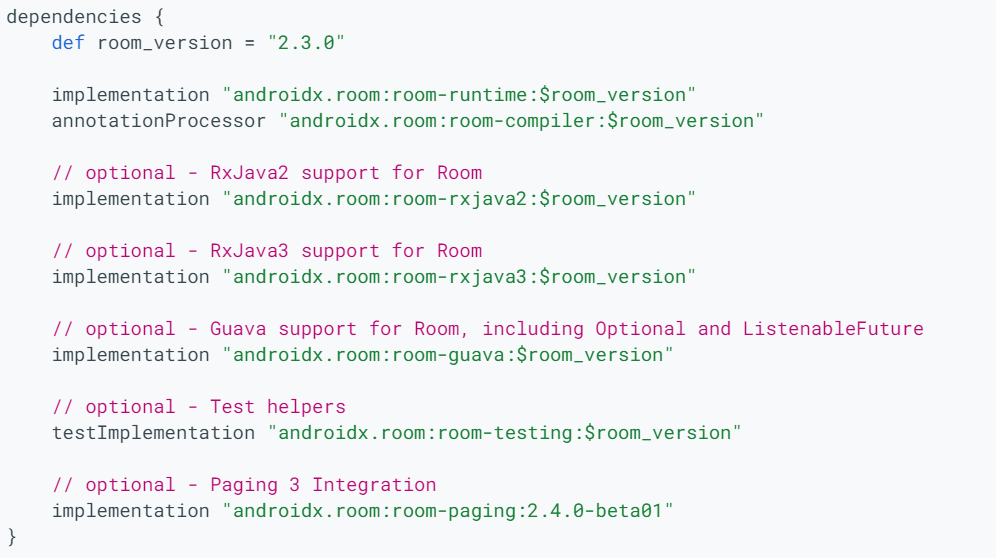 dependencies {
    def room_version = "2.3.0"

    implementation "androidx.room:room-runtime:$room_version"
    annotationProcessor "androidx.room:room-compiler:$room_version"

    // optional - RxJava2 support for Room
    implementation "androidx.room:room-rxjava2:$room_version"

    // optional - RxJava3 support for Room
    implementation "androidx.room:room-rxjava3:$room_version"

    // optional - Guava support for Room, including Optional and ListenableFuture
    implementation "androidx.room:room-guava:$room_version"

    // optional - Test helpers
    testImplementation "androidx.room:room-testing:$room_version"

    // optional - Paging 3 Integration
    implementation "androidx.room:room-paging:2.4.0-beta01"
}